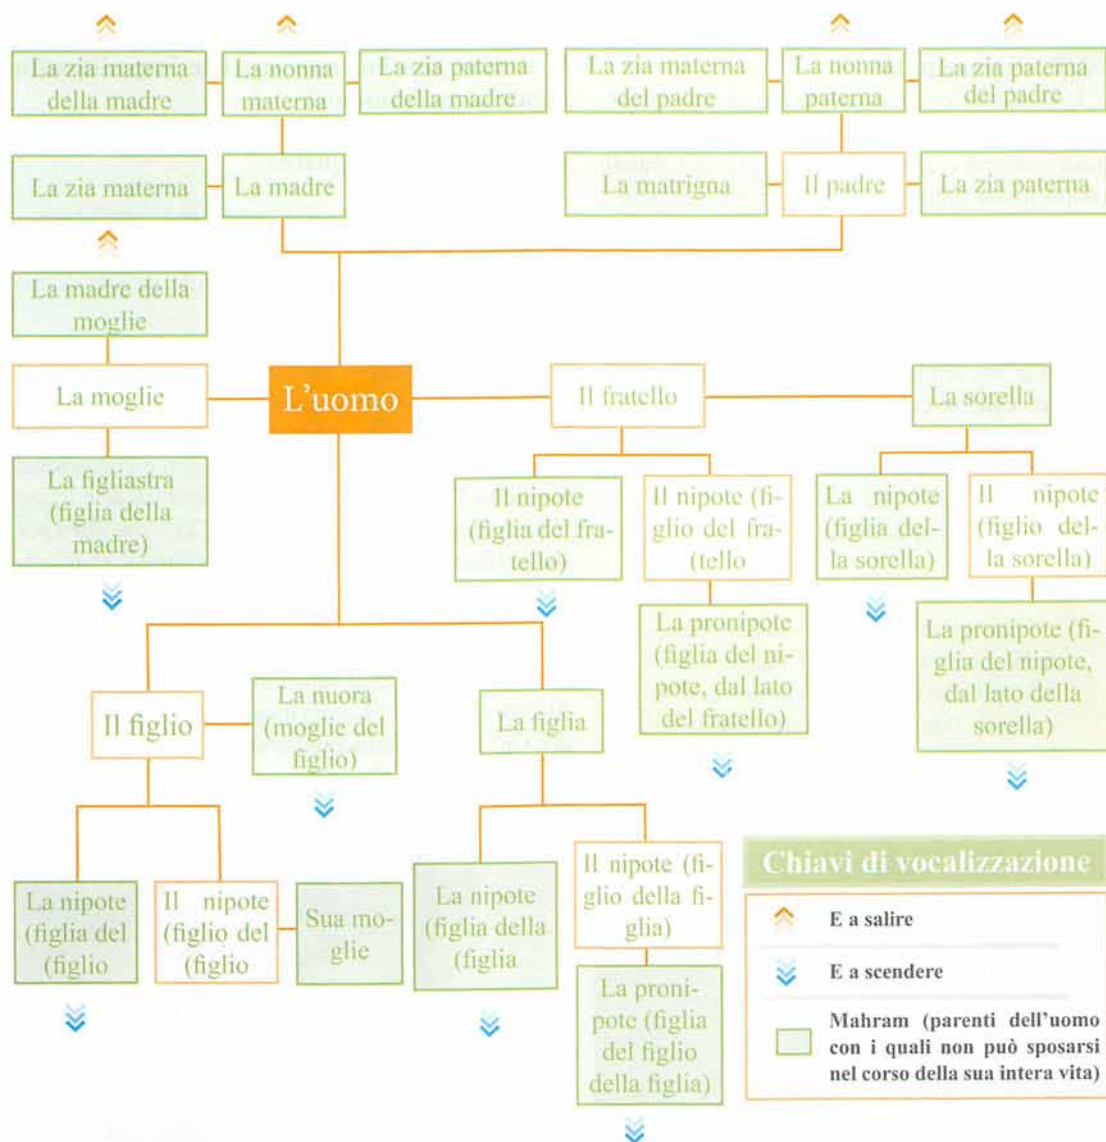 La zia materna
della madre
La nonna
materna
La zia paterna
della madre
La zia materna
del padre
La nonna
paterna
La zia paterna
del padre
La zia materna
La madre
La matrigna
Il padre
La zia paterna
La madre della
moglie
La moglie
L'uomo
Il fratello
La sorella
La figliastra
(figlia della
madre)
Il nipote
(figlia del fra-
tello)
Il nipote (fi-
glio del fra-
(tello
La nipote
(figlia del-
la sorella)
Il nipote
(figlio del-
la sorella)
La pronipote
(figlia del ni-
pote, dal lato
del fratello)
La pronipote (fi-
glia del nipote,
dal lato della
sorella)
Il figlio
La nuora
(moglie del
figlio)
La figlia
La nipote
(figlia del
(figlio
Il nipote
(figlio del
(figlio
Sua mo-
glie
La nipote
(figlia della
(figlia
Il nipote (fi-
glio della fi-
glia)
La proni-
pote (figlia
del figlio
della figlia)
Chiavi di vocalizzazione
E a salire
E a scendere
Mahram (parenti dell'uomo
con i quali non può sposarsi
nel corso della sua intera vita)